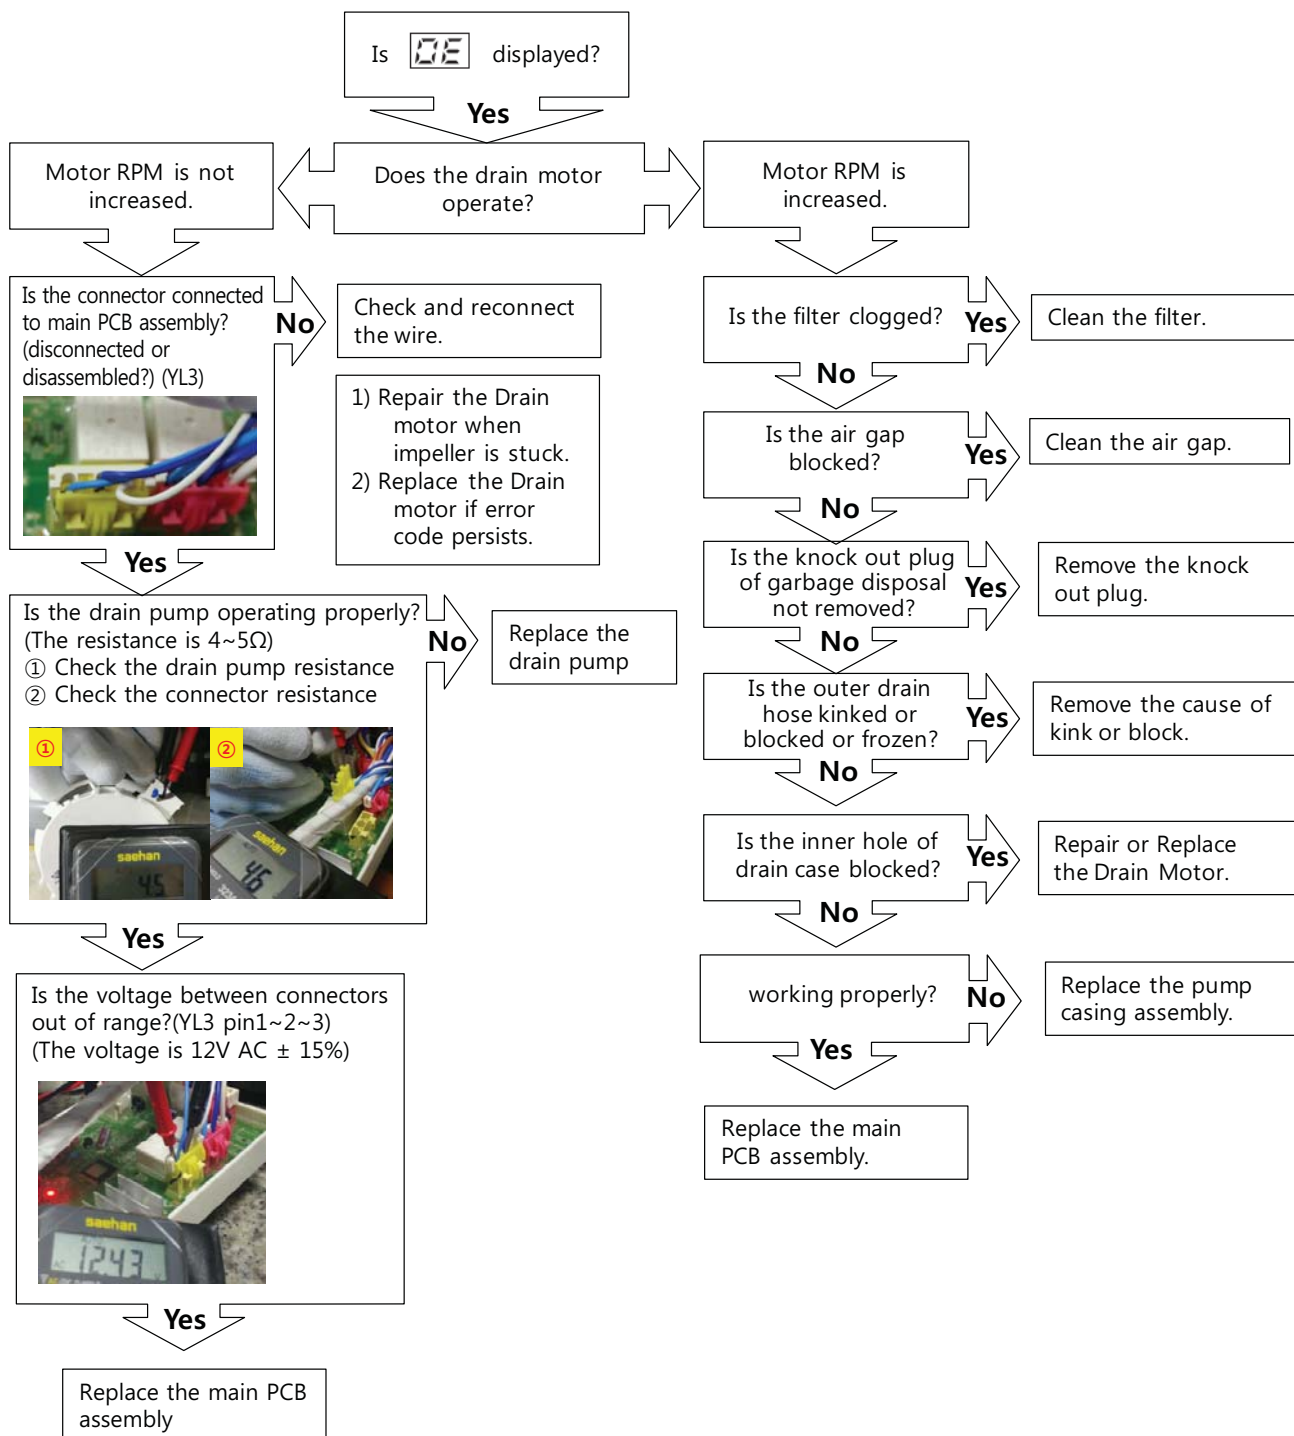 Is OE displayed?
Yes
Motor RPM is not
increased.
Does the drain motor
operate?
Motor RPM is
increased.
Is the connector connected
to main PCB assembly?
(disconnected or
disassembled?) (YL3)
No
Check and reconnect
the wire.
1) Repair the Drain
motor when
impeller is stuck.
2) Replace the Drain
motor if error
code persists.
Yes
Is the drain pump operating properly?
(The resistance is 4~5Ω)
① Check the drain pump resistance
② Check the connector resistance
No
Replace the
drain pump
①
saehan
4.5
②
saehan
4.6
Yes
Is the voltage between connectors
out of range?(YL3 pin1~2~3)
(The voltage is 12V AC ± 15%)
saehan
12.43
Yes
Replace the main PCB
assembly
Is the filter clogged?
Yes
Clean the filter.
No
Is the air gap
blocked?
Yes
Clean the air gap.
No
Is the knock out plug
of garbage disposal
not removed?
Yes
Remove the knock
out plug.
No
Is the outer drain
hose kinked or
blocked or frozen?
Yes
Remove the cause of
kink or block.
No
Is the inner hole of
drain case blocked?
Yes
Repair or Replace
the Drain Motor.
No
working properly?
No
Replace the pump
casing assembly.
Yes
Replace the main
PCB assembly.